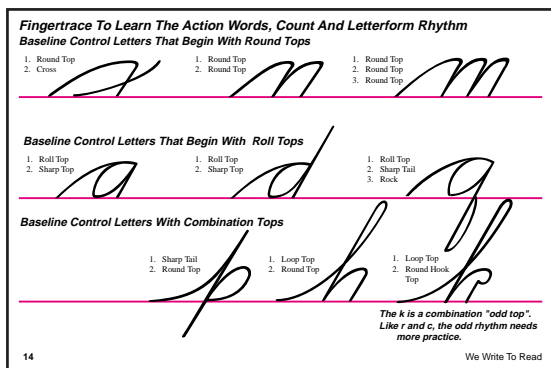 Fingertrace To Learn The Action Words, Count And Letterform Rhythm
Baseline Control Letters That Begin With Round Tops
1. Round Top
2. Cross
1. Round Top
2. Round Top
1. Round Top
2. Round Top
3. Round Top
x n m
Baseline Control Letters That Begin With Roll Tops
1. Roll Top
2. Sharp Top
1. Roll Top
2. Sharp Top
1. Roll Top
2. Sharp Tail
3. Rock
a d q
Baseline Control Letters With Combination Tops
1. Sharp Tail
2. Round Top
1. Loop Top
2. Round Top
1. Loop Top
2. Round Hook
Top
p h k
The k is a combination "odd top".
Like r and c, the odd rhythm needs
more practice.
14
We Write To Read